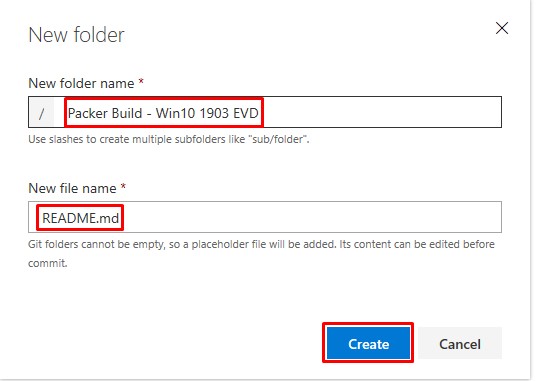 New folder
New folder name *
/ Packer Build - Win10 1903 EVD
Use slashes to create multiple subfolders like "sub/folder".
New file name *
README.md
Git folders cannot be empty, so a placeholder file will be added. Its content can be edited before
commit.
Create Cancel